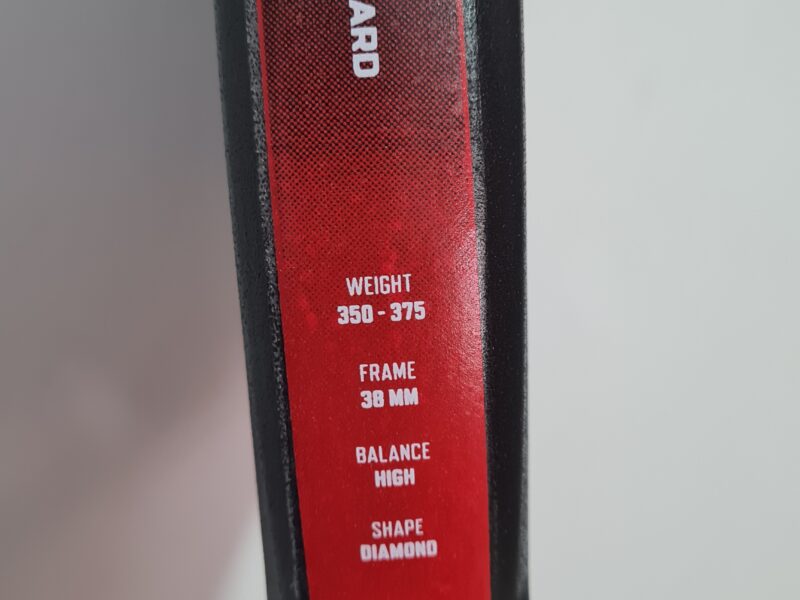 ARD
WEIGHT
350 - 375
FRAME
38 MM
BALANCE
HIGH
SHAPE
DIAMOND